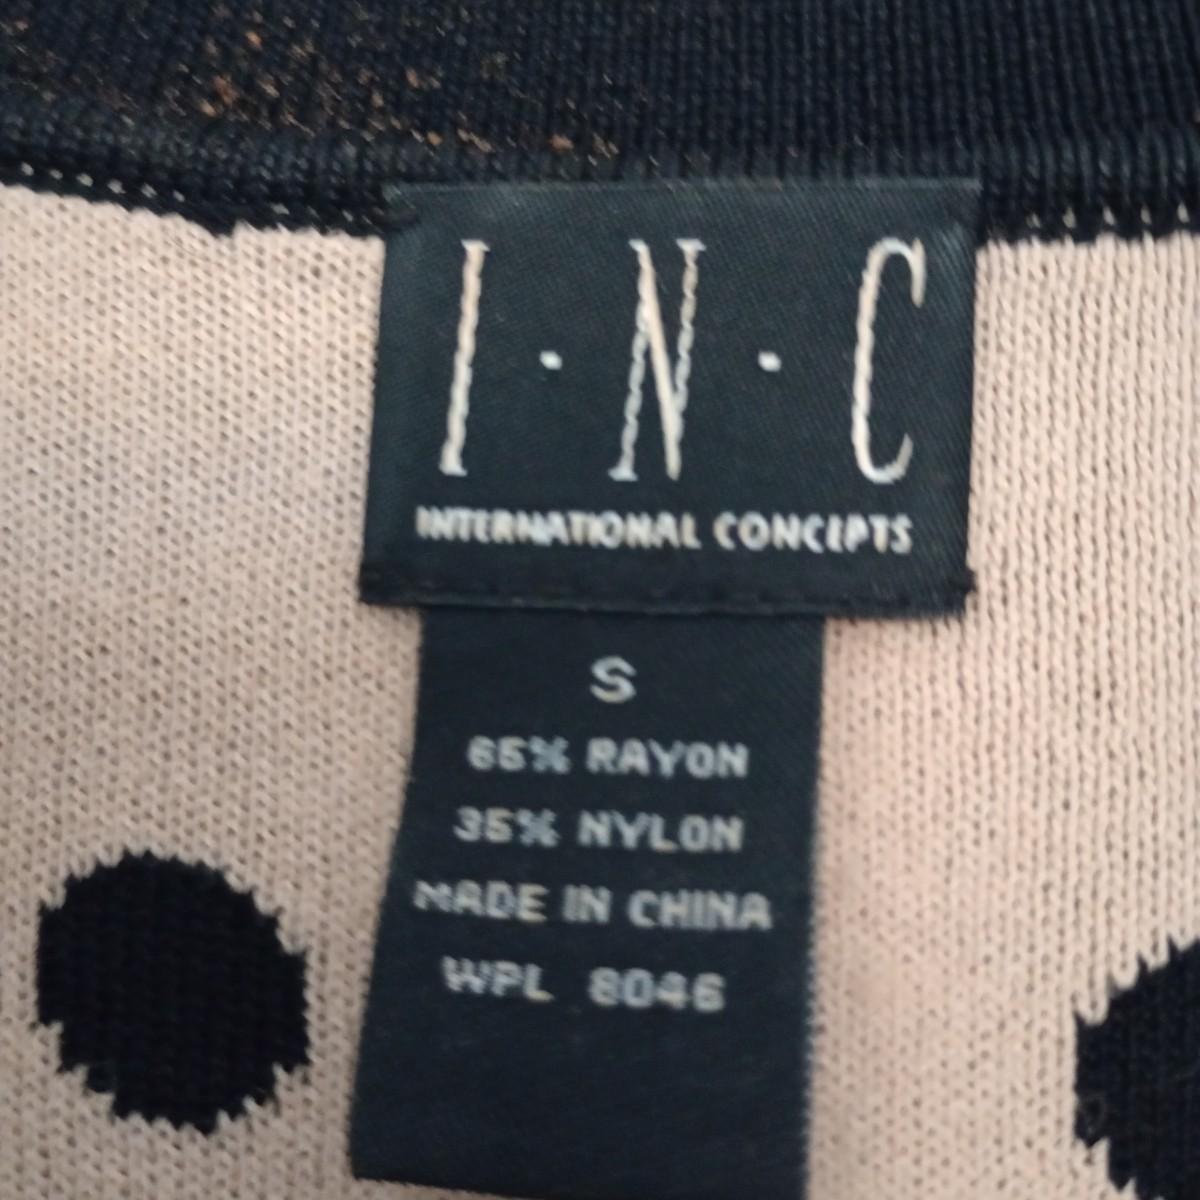 I·N·C
INTERNATIONAL CONCEPTS
S
65% RAYON
35% NYLON
MADE IN CHINA
WPL 8046